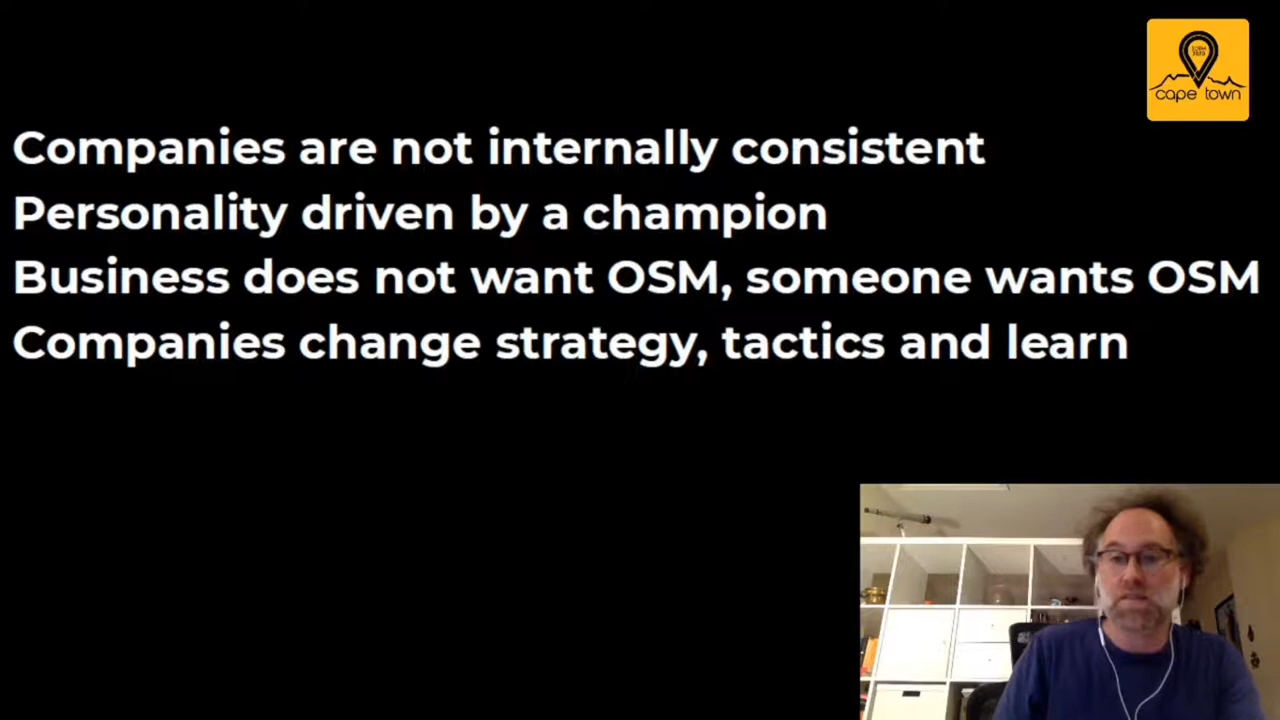 cape town
Companies are not internally consistent
Personality driven by a champion
Business does not want OSM, someone wants OSM
Companies change strategy, tactics and learn